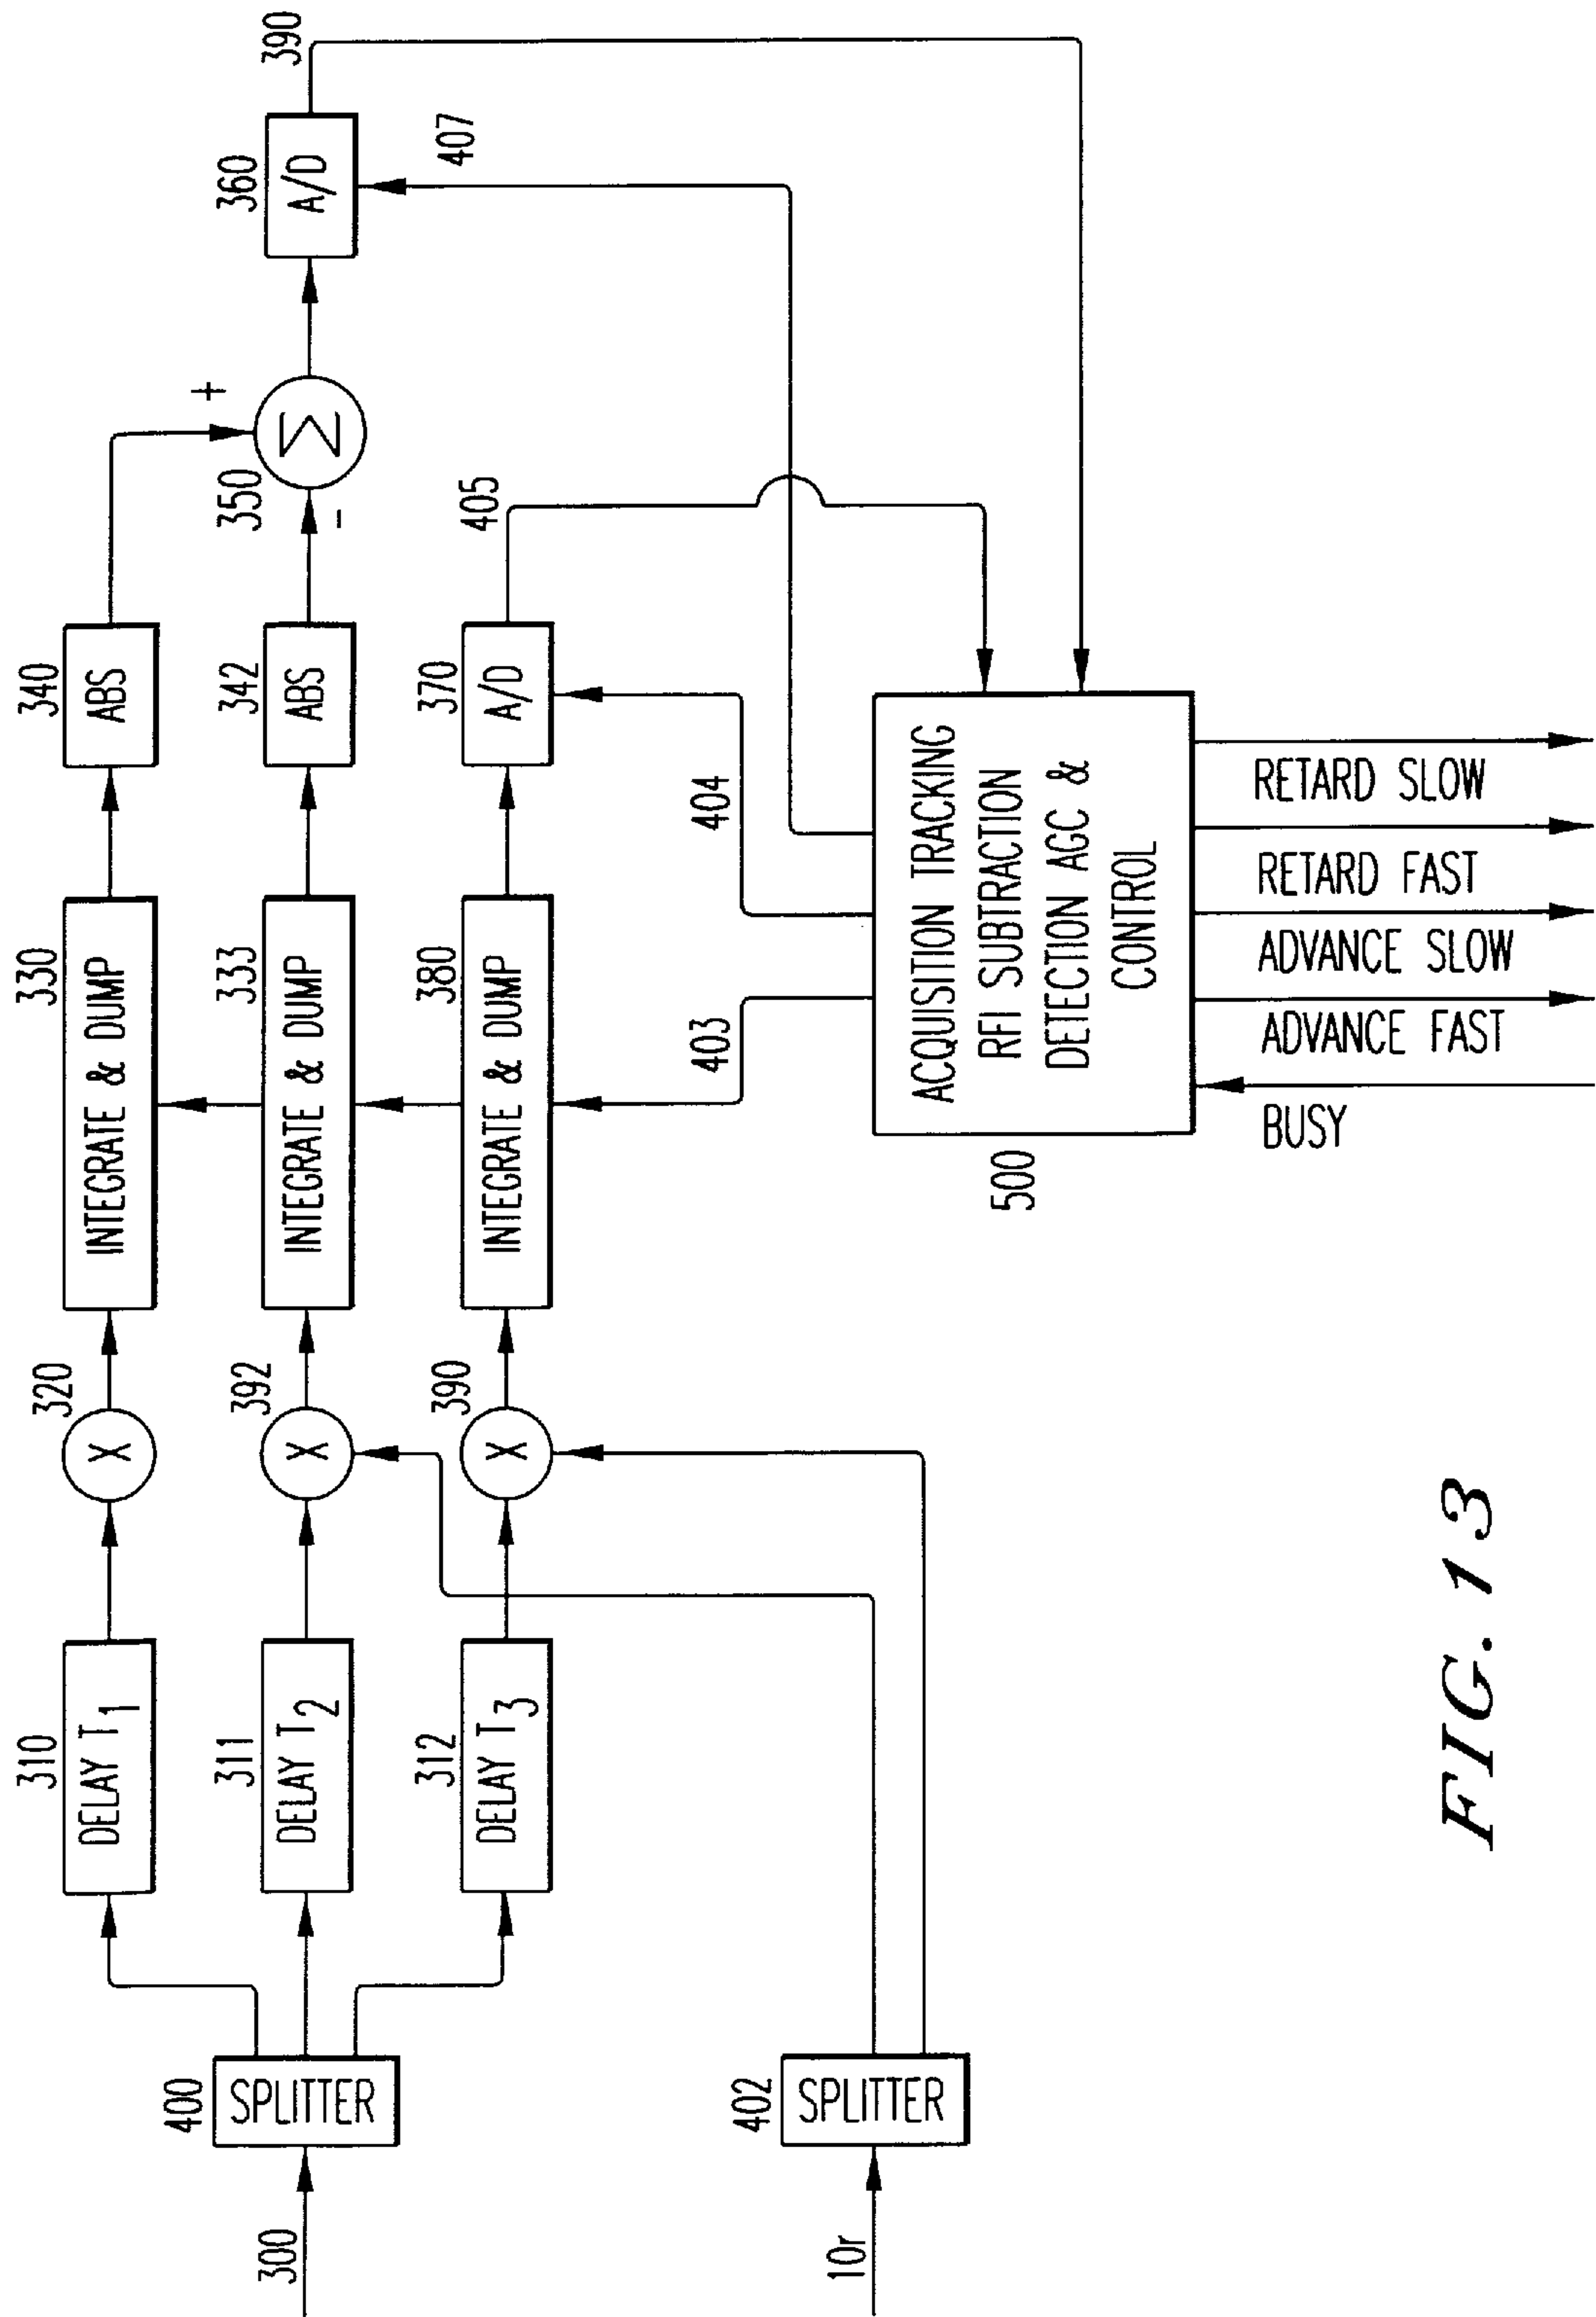 300
400
SPLITTER
310
DELAY T1
311
DELAY T2
312
DELAY T3
320
X
392
X
390
X
330
INTEGRATE & DUMP
333
INTEGRATE & DUMP
380
INTEGRATE & DUMP
340
ABS
342
ABS
370
A/D
350
Σ
+
-
360
A/D
390
407
405
404
403
10r
402
SPLITTER
500
ACQUISITION TRACKING
RFI SUBTRACTION
DETECTION AGC &
CONTROL
BUSY
ADVANCE FAST
ADVANCE SLOW
RETARD FAST
RETARD SLOW
FIG. 13